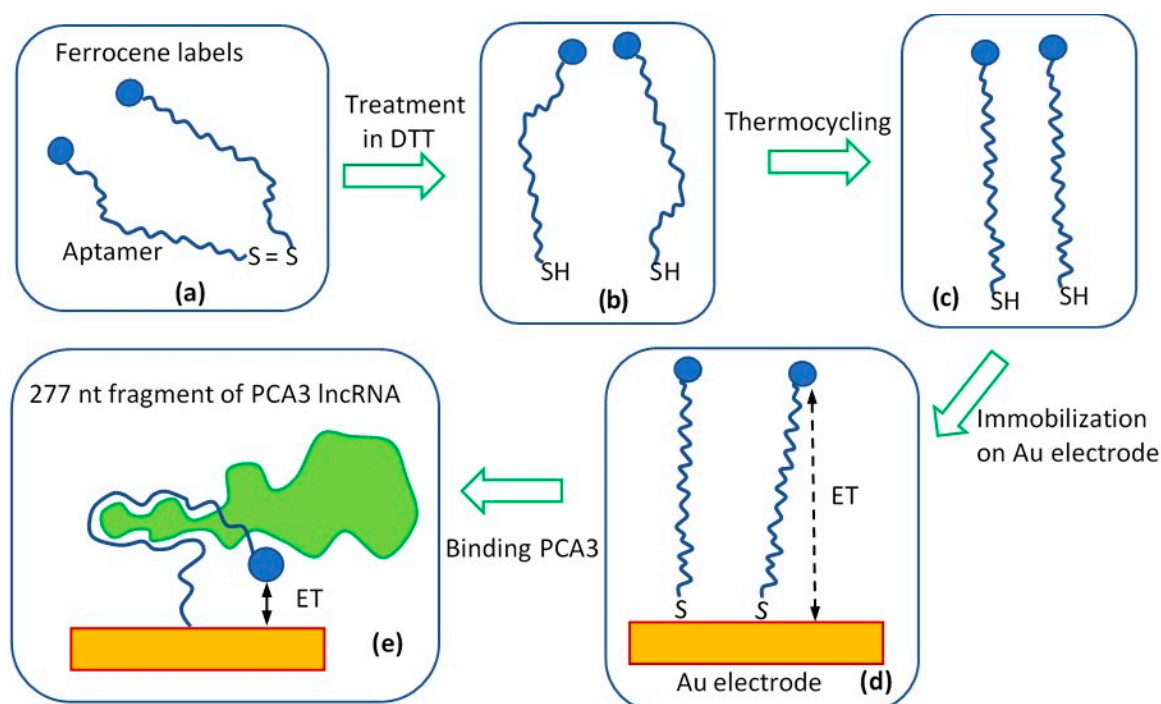 Ferrocene labels
Aptamer
S = S
(a)
Treatment
in DTT
SH
SH
(b)
Thermocycling
SH
SH
(c)
Immobilization
on Au electrode
ET
S
S
Au electrode
(d)
Binding PCA3
277 nt fragment of PCA3 lncRNA
ET
(e)